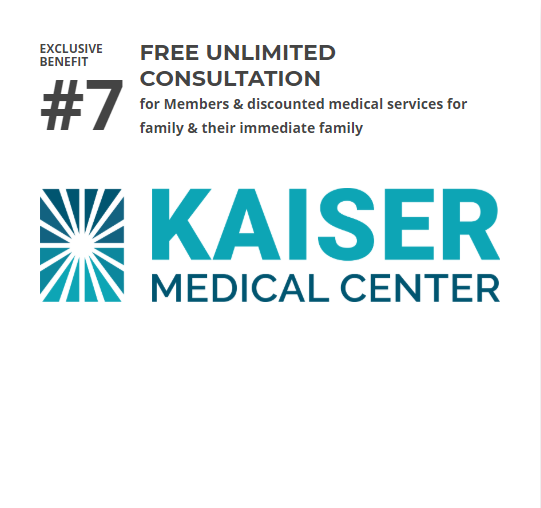 EXCLUSIVE
BENEFIT
#7
FREE UNLIMITED
CONSULTATION
for Members & discounted medical services for
family & their immediate family
KAISER
MEDICAL CENTER